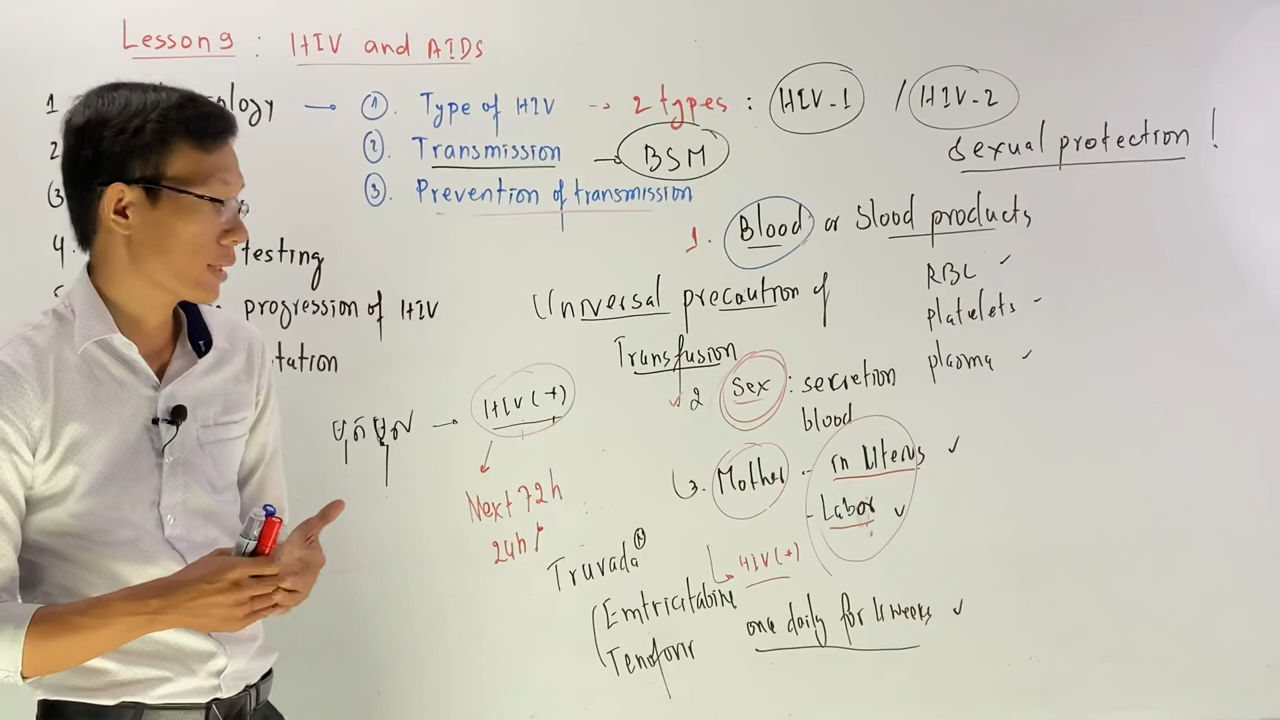 Lesson 9 : HIV and AIDS
1 ology → ①. Type of HIV → 2 types : HIV-1 / HIV-2
2 ②. Transmission → BSM
sexual protection !
(3 ③. Prevention of transmission
1. Blood or blood products
4. testing
RBC ✓
platelets
plasma ✓
progression of HIV
Universal precaution of
Transfusion
tation
2 Sex : secretion
blood
→ HIV(+)
3. Mother - in Uterus ✓
- Labor ✓
Next 72h
24h
Truvada ®
HIV(+)
Emtricitabine
Tenofovir
once daily for 4 weeks ✓